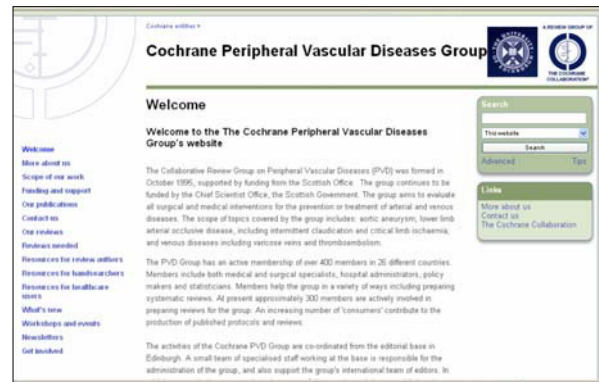 Cochrane entities >
Cochrane Peripheral Vascular Diseases Group
A REVIEW GROUP OF
THE COCHRANE
COLLABORATION®
Welcome
More about us
Scope of our work
Funding and support
Our publications
Contact us
Our reviews
Reviews needed
Resources for review authors
Resources for handsearchers
Resources for healthcare
users
What's new
Workshops and events
Newsletters
Get involved
Welcome
Welcome to the The Cochrane Peripheral Vascular Diseases
Group's website
The Collaborative Review Group on Peripheral Vascular Diseases (PVD) was formed in
October 1995, supported by funding from the Scottish Office. The group continues to be
funded by the Chief Scientist Office, the Scottish Government. The group aims to evaluate
all surgical and medical interventions for the prevention or treatment of arterial and venous
diseases. The scope of topics covered by the group includes: aortic aneurysm; lower limb
arterial occlusive disease, including intermittent claudication and critical limb ischaemia;
and venous diseases including varicose veins and thromboembolism.
The PVD Group has an active membership of over 400 members in 26 different countries.
Members include both medical and surgical specialists, hospital administrators, policy
makers and statisticians. Members help the group in a variety of ways including preparing
systematic reviews. At present approximately 300 members are actively involved in
preparing reviews for the group. An increasing number of 'consumers' contribute to the
production of published protocols and reviews.
The activities of the Cochrane PVD Group are co-ordinated from the editorial base in
Edinburgh. A small team of specialised staff working at the base is responsible for the
administration of the group, and also support the group's international team of editors. In
Search
This website
Search
Advanced
Tips
Links
More about us
Contact us
The Cochrane Collaboration